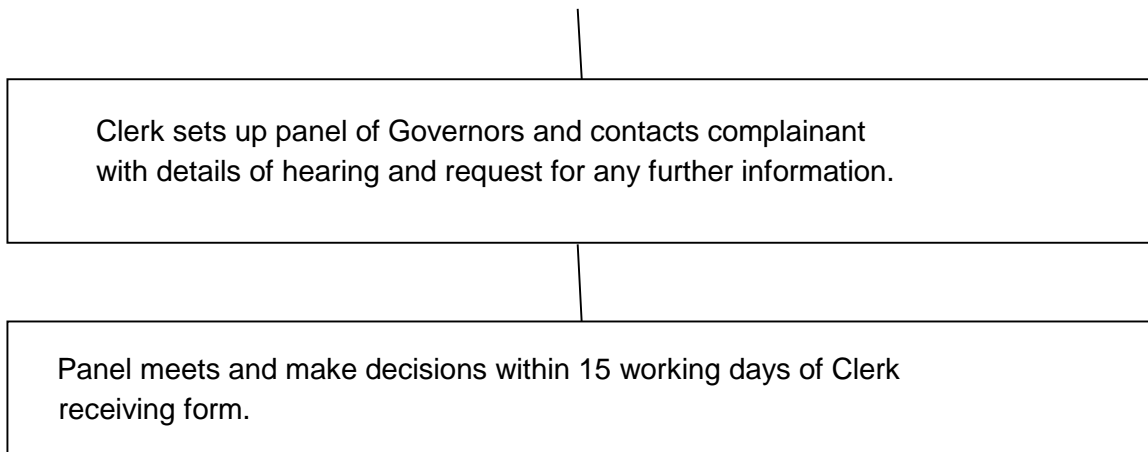 Clerk sets up panel of Governors and contacts complainant
with details of hearing and request for any further information.
Panel meets and make decisions within 15 working days of Clerk
receiving form.